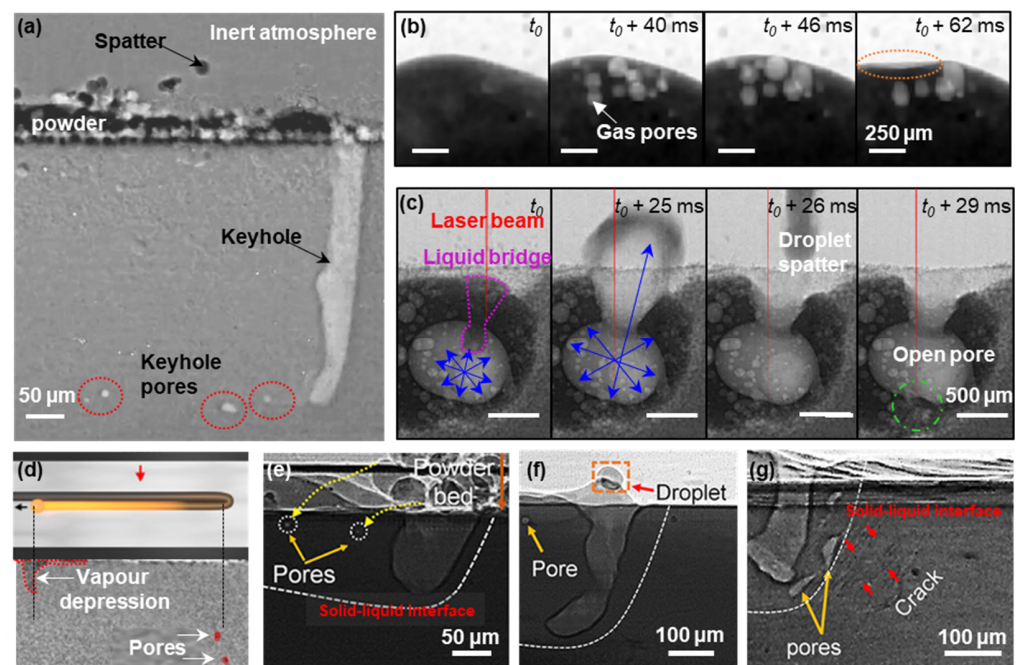 (a)
Spatter
Inert atmosphere
powder
Keyhole
Keyhole
pores
50 µm
(b)
t0
t0 + 40 ms
t0 + 46 ms
t0 + 62 ms
Gas pores
250 µm
(c)
t0
t0 + 25 ms
t0 + 26 ms
t0 + 29 ms
Laser beam
Liquid bridge
Droplet
spatter
Open pore
500 µm
(d)
Vapour
depression
Pores
(e)
Powder
bed
Pores
Solid-liquid interface
50 µm
(f)
Droplet
Pore
100 µm
(g)
Solid-liquid interface
Crack
pores
100 µm